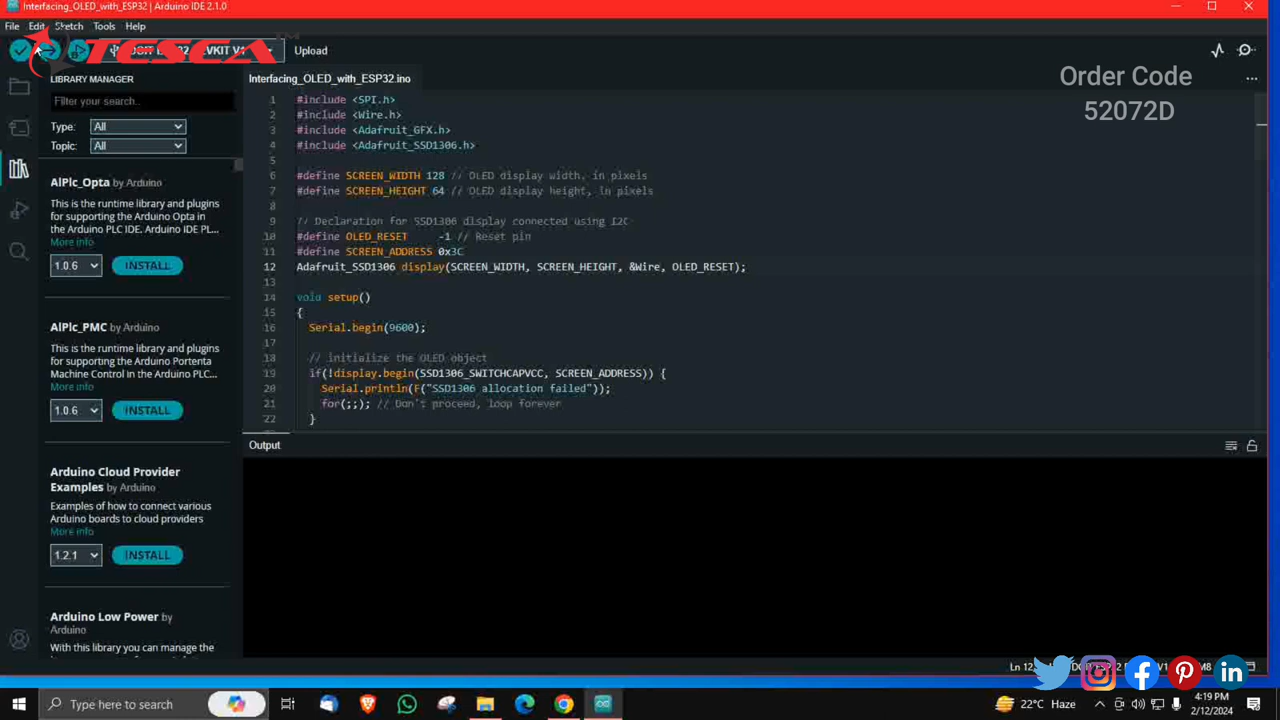 Interfacing_OLED_with_ESP32 | Arduino IDE 2.1.0
File Edit Sketch Tools Help
TESCA
Upload
LIBRARY MANAGER
Filter your search...
Type: All
Topic: All
AIPlc_Opta by Arduino
This is the runtime library and plugins
for supporting the Arduino Opta in
the Arduino PLC IDE. Arduino IDE PL...
More info
1.0.6 INSTALL
AIPlc_PMC by Arduino
This is the runtime library and plugins
for supporting the Arduino Portenta
Machine Control in the Arduino PLC...
More info
1.0.6 INSTALL
Arduino Cloud Provider
Examples by Arduino
Examples of how to connect various
Arduino boards to cloud providers
More info
1.2.1 INSTALL
Arduino Low Power by
Arduino
With this library you can manage the
Interfacing_OLED_with_ESP32.ino
Order Code
52072D
1 #include <SPI.h>
2 #include <Wire.h>
3 #include <Adafruit_GFX.h>
4 #include <Adafruit_SSD1306.h>
5
6 #define SCREEN_WIDTH 128 // OLED display width, in pixels
7 #define SCREEN_HEIGHT 64 // OLED display height, in pixels
8
9 // Declaration for SSD1306 display connected using I2C
10 #define OLED_RESET -1 // Reset pin
11 #define SCREEN_ADDRESS 0x3C
12 Adafruit_SSD1306 display(SCREEN_WIDTH, SCREEN_HEIGHT, &Wire, OLED_RESET);
13
14 void setup()
15 {
16 Serial.begin(9600);
17
18 // initialize the OLED object
19 if(!display.begin(SSD1306_SWITCHCAPVCC, SCREEN_ADDRESS)) {
20 Serial.println(F("SSD1306 allocation failed"));
21 for(;;); // Don't proceed, loop forever
22 }
Output
Ln 12,
Type here to search
22°C Haze
4:19 PM
2/12/2024